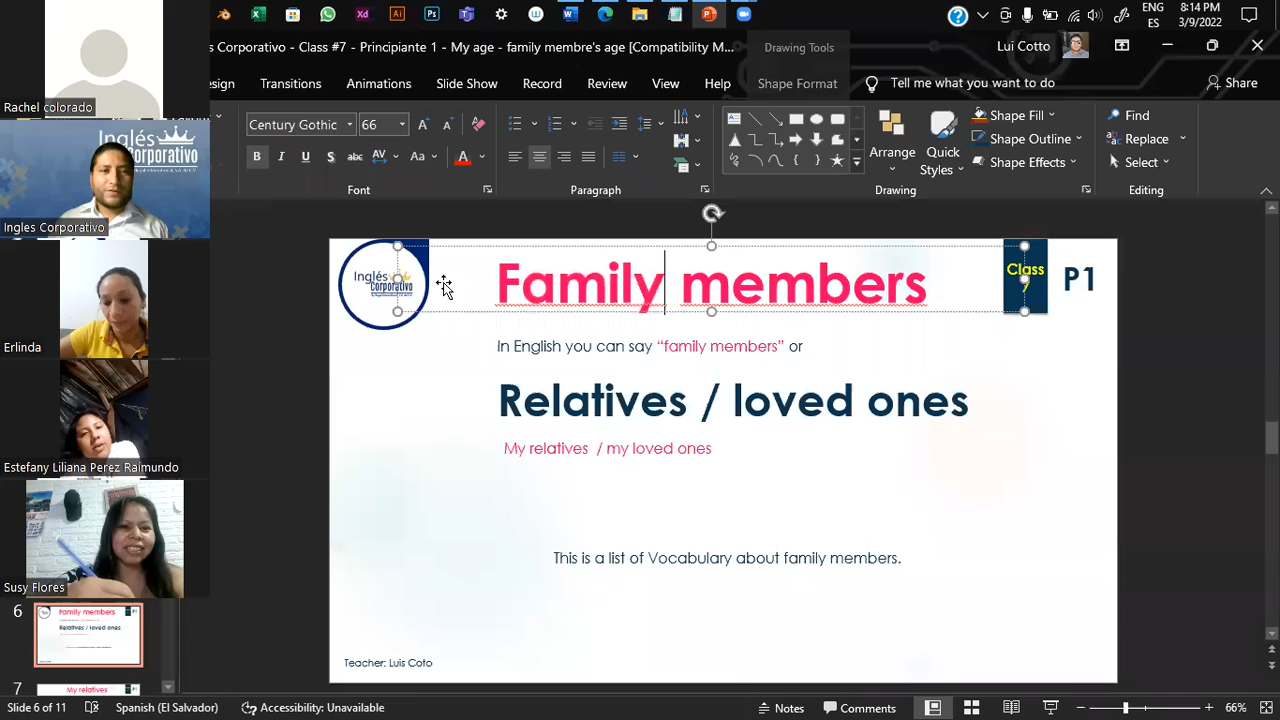 ENG
ES
8:14 PM
3/9/2022
s Corporativo - Class #7 - Principiante 1 - My age - family membre's age [Compatibility M...
Drawing Tools
Lui Cotto
sign
Transitions
Animations
Slide Show
Record
Review
View
Help
Shape Format
Tell me what you want to do
Share
Century Gothic
66
Aa
Font
Paragraph
Arrange
Quick
Styles
Shape Fill
Shape Outline
Shape Effects
Drawing
Find
Replace
Select
Editing
Rachel colorado
Inglés
Corporativo
Ingles Corporativo
Erlinda
Estefany Liliana Perez Raimundo
Susy Flores
Inglés
Corporativo
Family members
Class
7
P1
In English you can say “family members” or
Relatives / loved ones
My relatives / my loved ones
This is a list of Vocabulary about family members.
Teacher: Luis Coto
6
Family members
Relatives / loved ones
7
My relatives
P1
Slide 6 of 11
Spanish (El Salvador)
Accessibility: Unavailable
Notes
Comments
66%